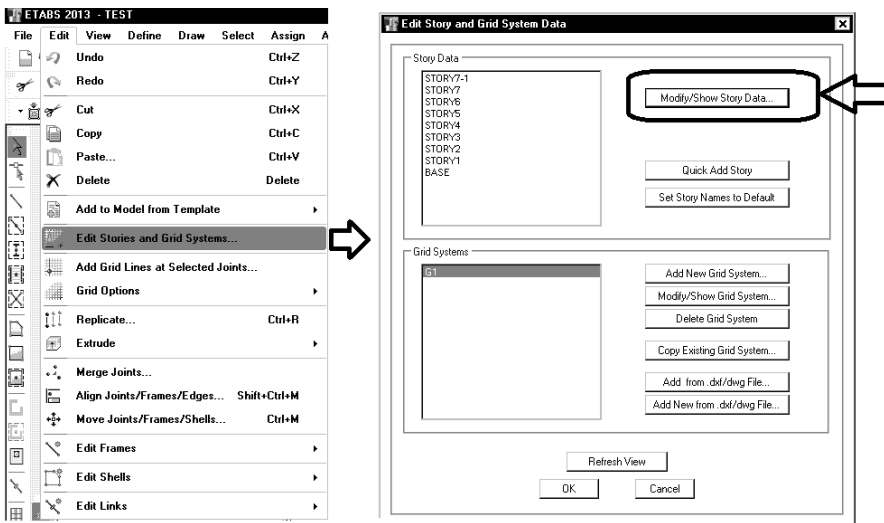 ETABS 2013 - TEST
File Edit View Define Draw Select Assign A
Undo Ctrl+Z
Redo Ctrl+Y
Cut Ctrl+X
Copy Ctrl+C
Paste... Ctrl+V
Delete Delete
Add to Model from Template
Edit Stories and Grid Systems...
Add Grid Lines at Selected Joints...
Grid Options
Replicate... Ctrl+R
Extrude
Merge Joints...
Align Joints/Frames/Edges... Shift+Ctrl+M
Move Joints/Frames/Shells... Ctrl+M
Edit Frames
Edit Shells
Edit Links
Edit Story and Grid System Data
Story Data
STORY7-1
STORY7
STORY6
STORY5
STORY4
STORY3
STORY2
STORY1
BASE
Modify/Show Story Data...
Quick Add Story
Set Story Names to Default
Grid Systems
G1
Add New Grid System...
Modify/Show Grid System...
Delete Grid System
Copy Existing Grid System...
Add from .dxf/dwg File...
Add New from .dxf/dwg File...
Refresh View
OK Cancel